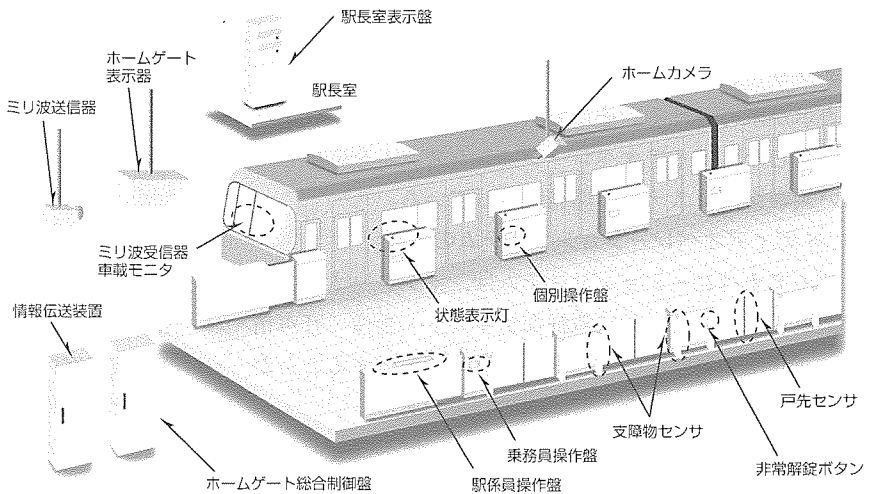 駅長室表示盤
ホームゲート
表示器
ホームカメラ
駅長室
ミリ波送信器
ミリ波受信器
車載モニタ
個別操作盤
状態表示灯
情報伝送装置
戸先センサ
支障物センサ
乗務員操作盤
非常解錠ボタン
駅係員操作盤
ホームゲート総合制御盤